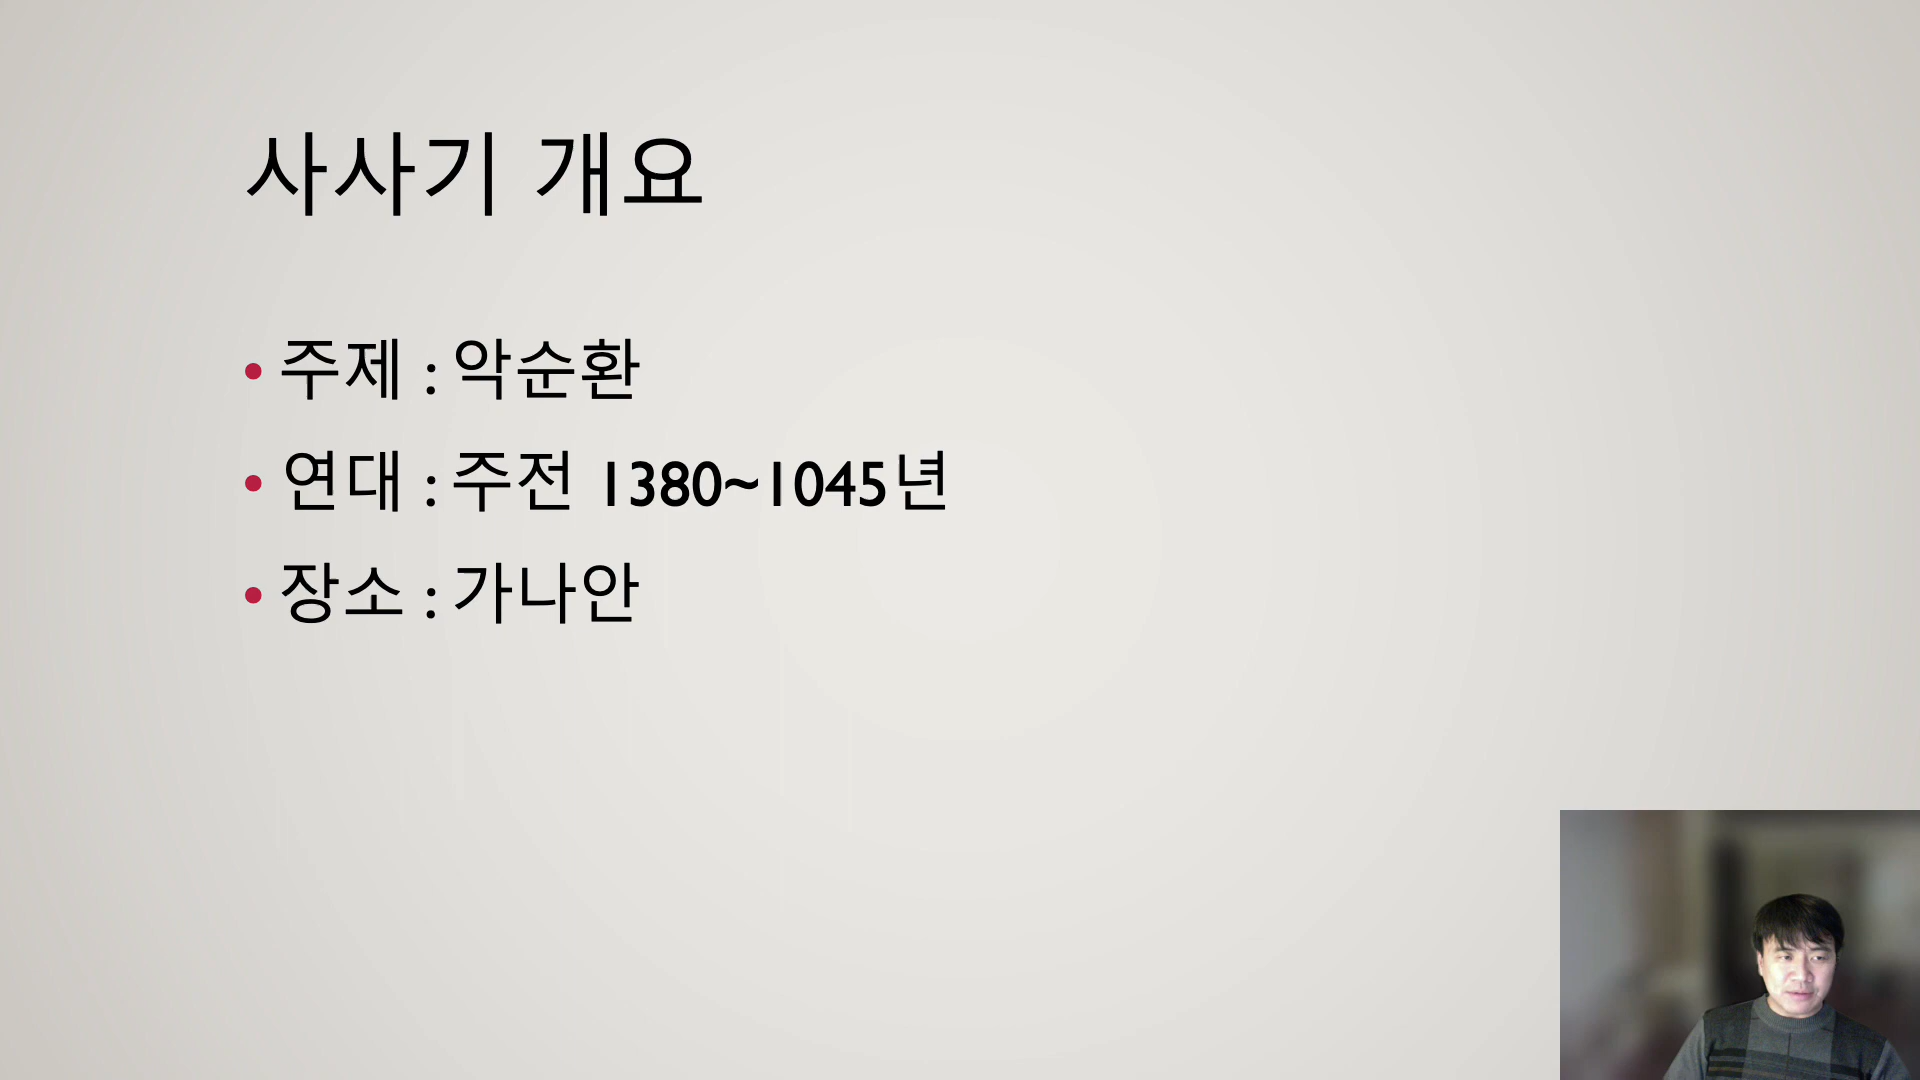 사사기 개요
• 주제 : 악순환
• 연대 : 주전 1380~1045년
• 장소 : 가나안